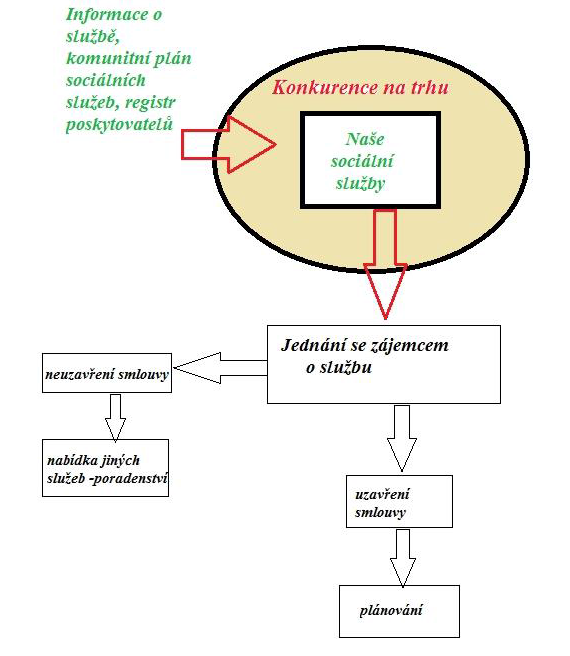 Informace o
službě,
komunitní plán
sociálních
služeb, registr
poskytovatelů
Konkurence na trhu
Naše
sociální
služby
Jednání se zájemcem
o službu
neuzavření smlouvy
nabídka jiných
služeb -poradenství
uzavření
smlouvy
plánování